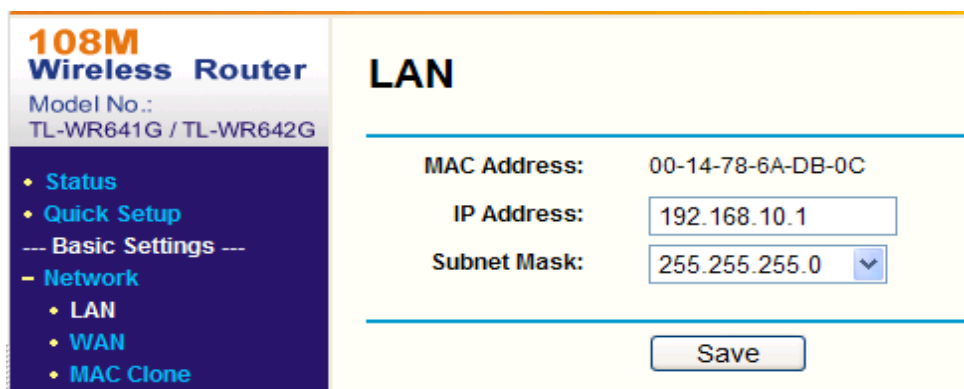 108M
Wireless Router
Model No.:
TL-WR641G / TL-WR642G
• Status
• Quick Setup
--- Basic Settings ---
– Network
• LAN
• WAN
• MAC Clone
LAN
MAC Address: 00-14-78-6A-DB-0C
IP Address: 192.168.10.1
Subnet Mask: 255.255.255.0
Save